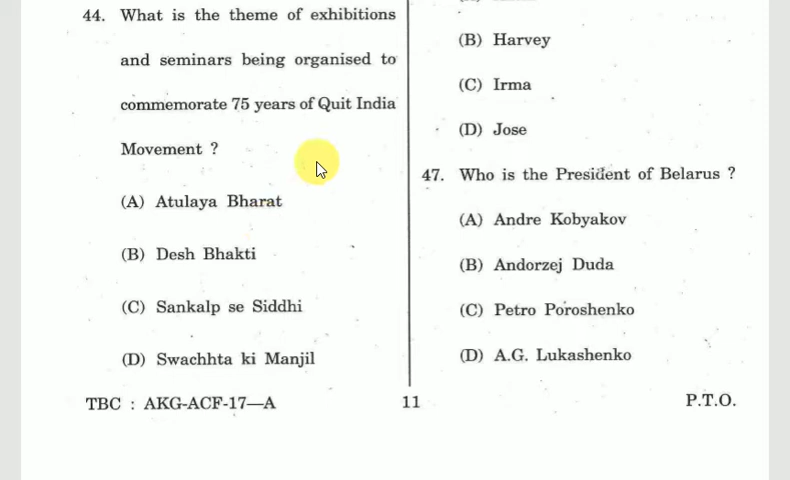 44. What is the theme of exhibitions
and seminars being organised to
commemorate 75 years of Quit India
Movement ?
(A) Atulaya Bharat
(B) Desh Bhakti
(C) Sankalp se Siddhi
(D) Swachhta ki Manjil
(B) Harvey
(C) Irma
(D) Jose
47. Who is the President of Belarus ?
(A) Andre Kobyakov
(B) Andorzej Duda
(C) Petro Poroshenko
(D) A.G. Lukashenko
TBC : AKG-ACF-17—A 11 P.T.O.